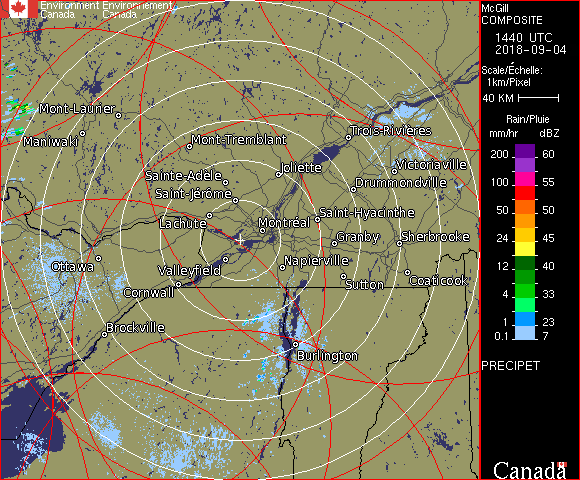 Environment Environnement
Canada Canada
McGill
COMPOSITE
1440 UTC
2018-09-04
Scale/Échelle:
1km/Pixel
40 KM
Rain/Pluie
mm/hr dBZ
200 60
100 55
50 50
24 45
12 40
4 33
1 23
0.1 7
PRECIPET
Canada
Mont-Laurier
Maniwaki
Mont-Tremblant
Trois-Rivières
Joliette
Victoriaville
Sainte-Adèle
Drummondville
Saint-Jérôme
Lachute
Saint-Hyacinthe
Montréal
Granby
Sherbrooke
Ottawa
Valleyfield
Napierville
Cornwall
Sutton
Coaticook
Brockville
Burlington